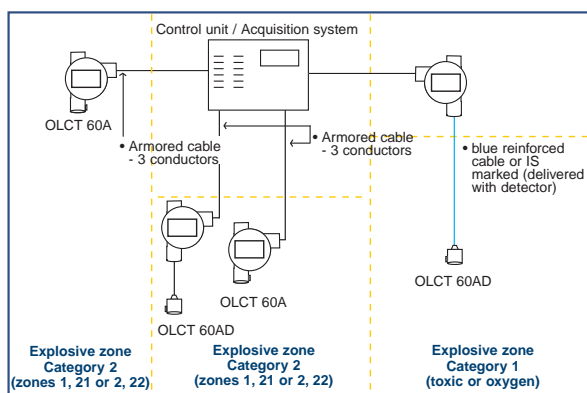 Control unit / Acquisition system
OLCT 60A
• Armored cable
- 3 conductors
• Armored cable
- 3 conductors
• blue reinforced
cable or IS
marked (delivered
with detector)
OLCT 60AD
OLCT 60A
OLCT 60AD
Explosive zone
Category 2
(zones 1, 21 or 2, 22)
Explosive zone
Category 2
(zones 1, 21 or 2, 22)
Explosive zone
Category 1
(toxic or oxygen)